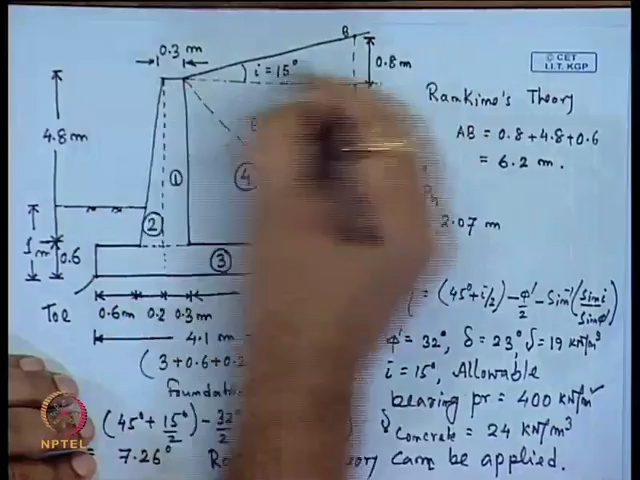 © CET
I.I.T. KGP
0.3 m
B
i = 15°
0.8m
Rankine's Theory
AB = 0.8 + 4.8 + 0.6
= 6.2 m.
4.8 m
①
④
②
③
2.07 m
1 m
0.6
Toe
0.6m 0.2 0.3m
4.1 m
(3+0.6+0.2
= (45°+i/2) - φ'/2 - Sin⁻¹(Sin i/Sin φ')
φ' = 32°, δ = 23° γ = 19 kN/m³
i = 15°, Allowable
bearing pr = 400 kN/m²
γ concrete = 24 kN/m³
(45° + 15°/2) - 32°/2
= 7.26°
can be applied.
NPTEL